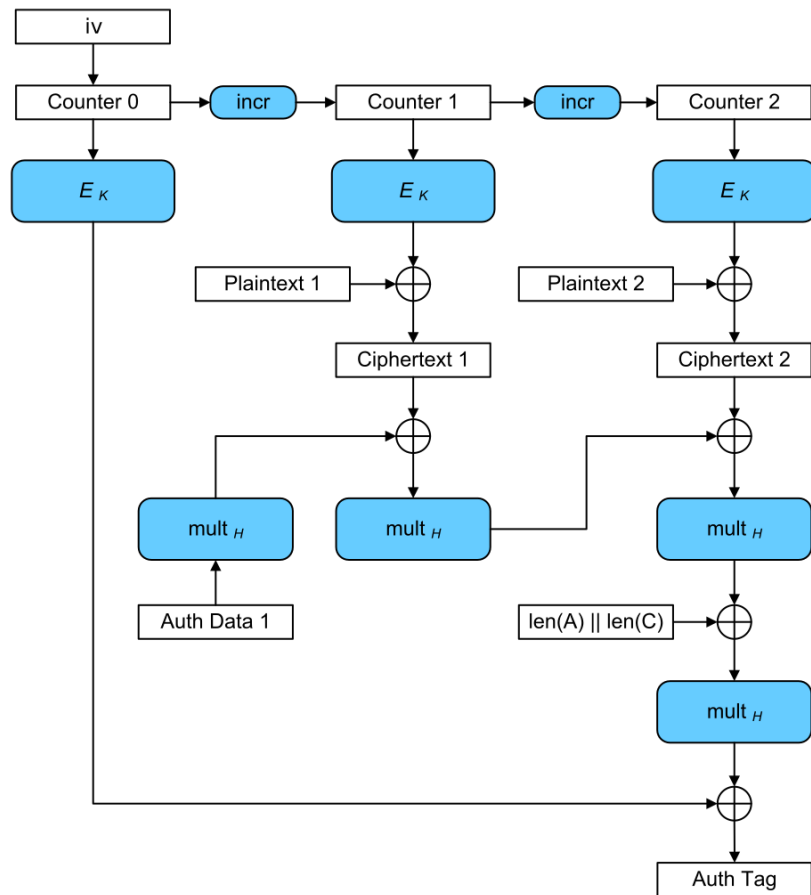 iv
Counter 0
incr
Counter 1
incr
Counter 2
E K
E K
E K
Plaintext 1
Plaintext 2
Ciphertext 1
Ciphertext 2
mult H
mult H
mult H
Auth Data 1
len(A) || len(C)
mult H
Auth Tag